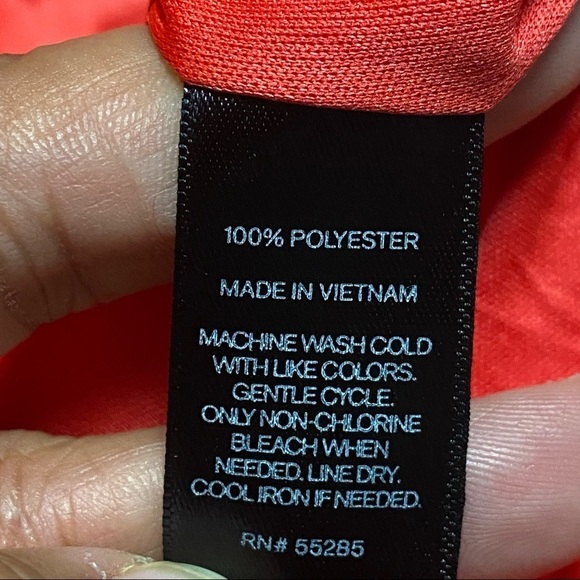 100% POLYESTER
MADE IN VIETNAM
MACHINE WASH COLD
WITH LIKE COLORS.
GENTLE CYCLE.
ONLY NON-CHLORINE
BLEACH WHEN
NEEDED. LINE DRY.
COOL IRON IF NEEDED.
RN# 55285